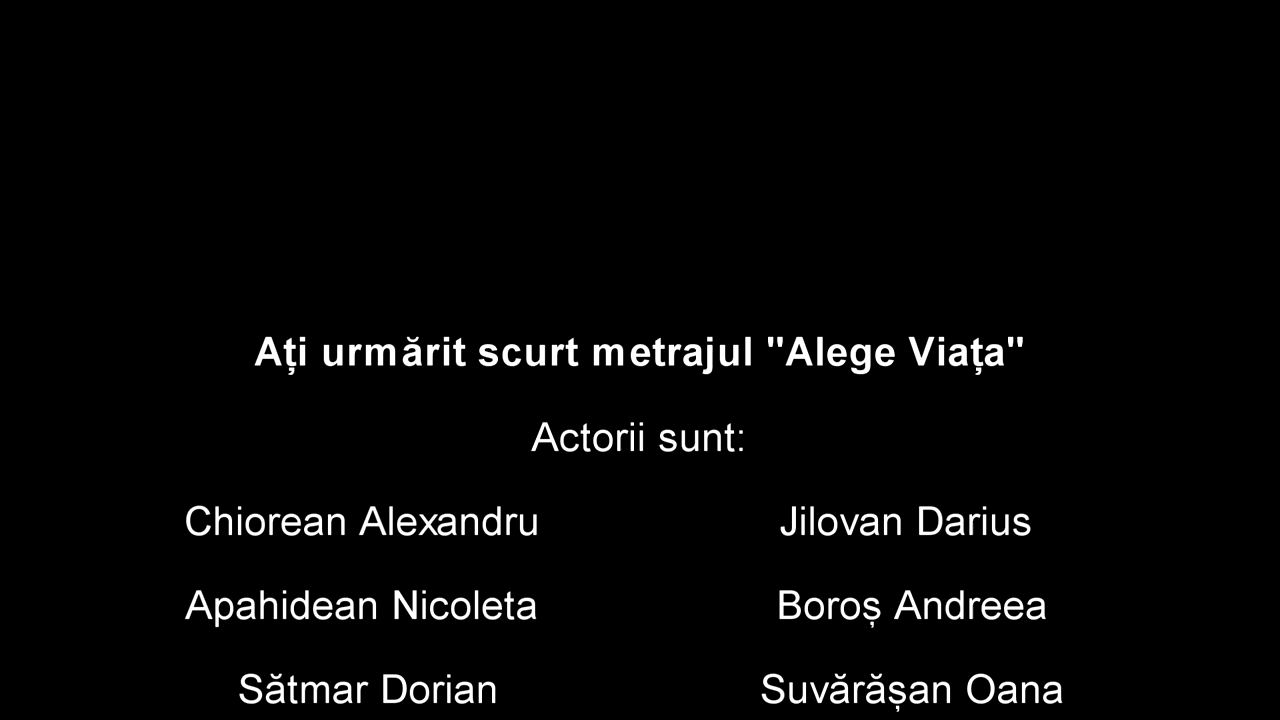 Ați urmărit scurt metrajul "Alege Viața"
Actorii sunt:
Chiorean Alexandru Jilovan Darius
Apahidean Nicoleta Boroș Andreea
Sătmar Dorian Suvărășan Oana